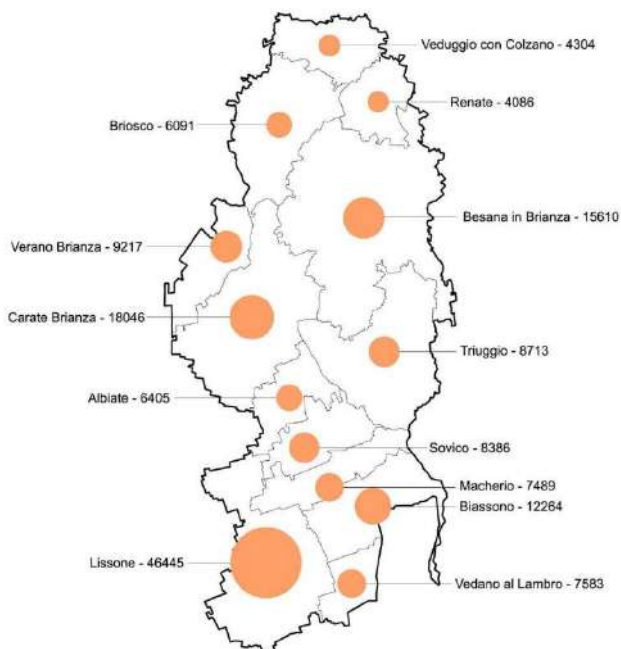 Veduggio con Colzano - 4304
Renate - 4086
Briosco - 6091
Besana in Brianza - 15610
Verano Brianza - 9217
Carate Brianza - 18046
Triuggio - 8713
Albiate - 6405
Sovico - 8386
Macherio - 7489
Biassono - 12264
Lissone - 46445
Vedano al Lambro - 7583